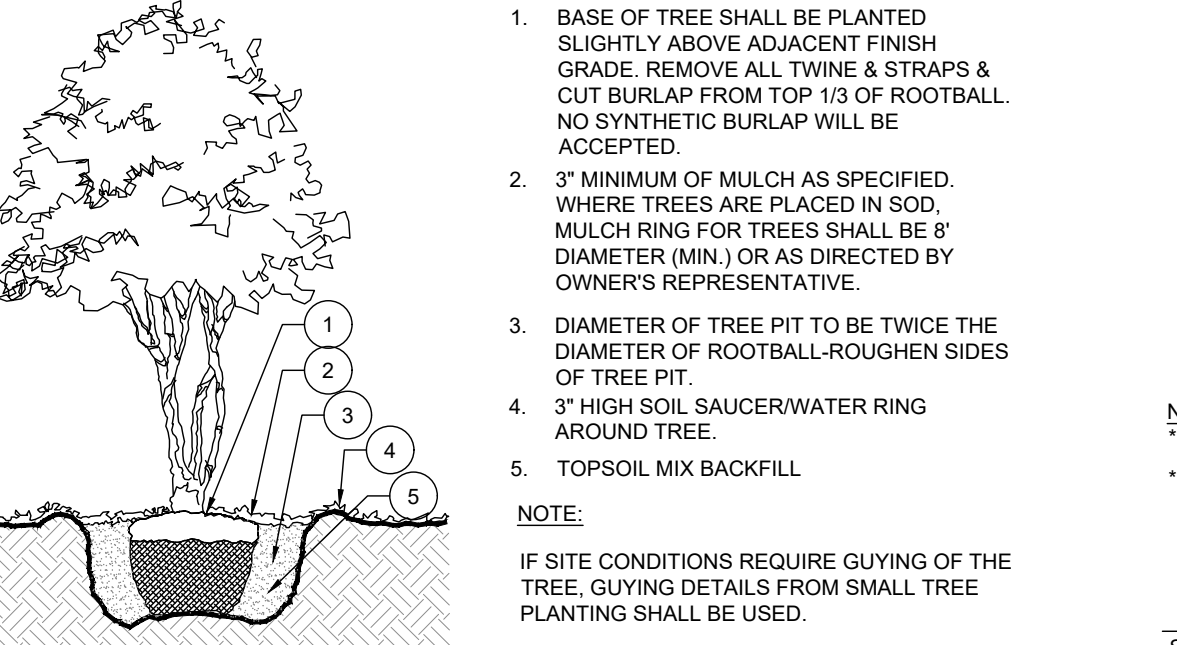 1. BASE OF TREE SHALL BE PLANTED
SLIGHTLY ABOVE ADJACENT FINISH
GRADE. REMOVE ALL TWINE & STRAPS &
CUT BURLAP FROM TOP 1/3 OF ROOTBALL.
NO SYNTHETIC BURLAP WILL BE
ACCEPTED.
2. 3" MINIMUM OF MULCH AS SPECIFIED.
WHERE TREES ARE PLACED IN SOD,
MULCH RING FOR TREES SHALL BE 8'
DIAMETER (MIN.) OR AS DIRECTED BY
OWNER'S REPRESENTATIVE.
3. DIAMETER OF TREE PIT TO BE TWICE THE
DIAMETER OF ROOTBALL-ROUGHEN SIDES
OF TREE PIT.
4. 3" HIGH SOIL SAUCER/WATER RING
AROUND TREE.
5. TOPSOIL MIX BACKFILL
NOTE:
IF SITE CONDITIONS REQUIRE GUYING OF THE
TREE, GUYING DETAILS FROM SMALL TREE
PLANTING SHALL BE USED.
1
2
3
4
5
*
*